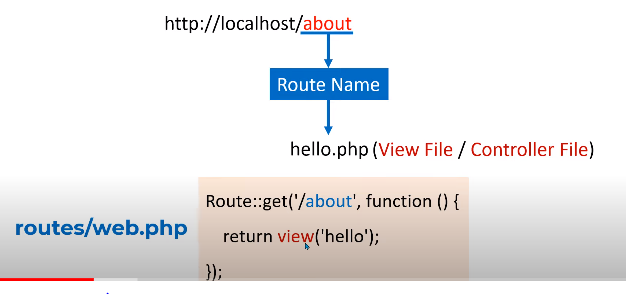 http://localhost/about
Route Name
hello.php (View File / Controller File)
routes/web.php
Route::get('/about', function () {
return view('hello');
});